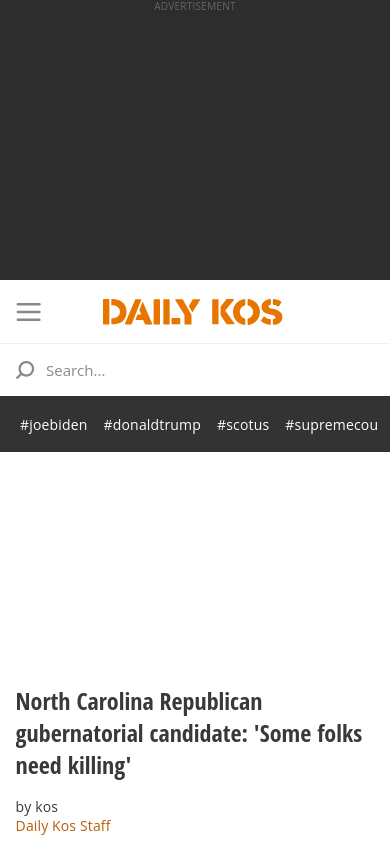 ADVERTISEMENT
DAILY KOS
Search...
#joebiden #donaldtrump #scotus #supremecou
North Carolina Republican
gubernatorial candidate: 'Some folks
need killing'
by kos
Daily Kos Staff